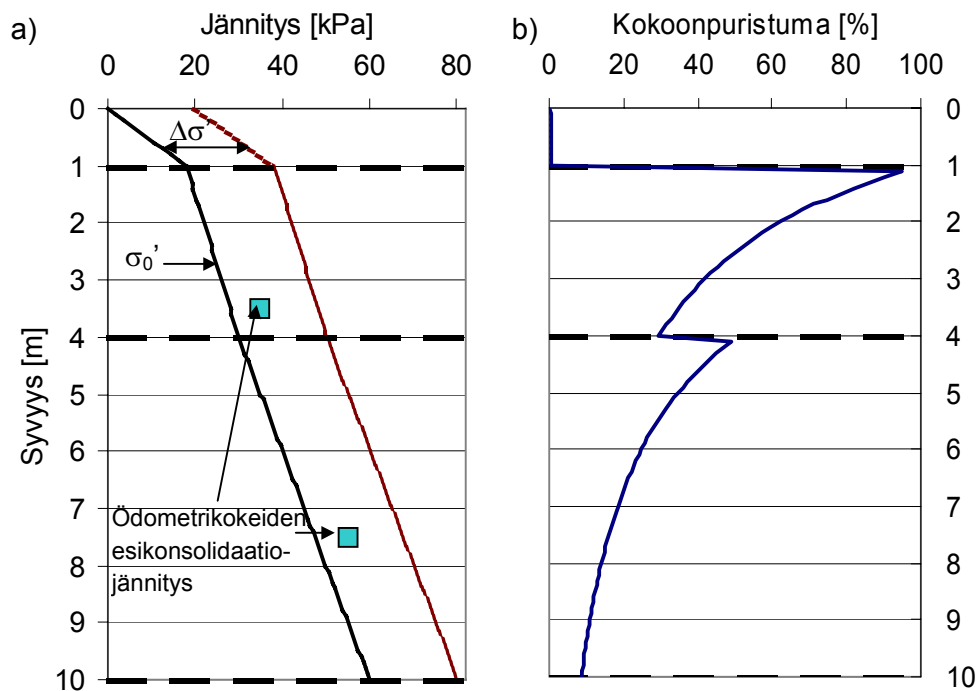 a)
Jännitys [kPa]
0 20 40 60 80
Syvyys [m]
0
1
2
3
4
5
6
7
8
9
10
Δσ'
σ0'
Ödometrikokeiden
esikonsolidaatio-
jännitys
b)
Kokoonpuristuma [%]
0 20 40 60 80 100
0
1
2
3
4
5
6
7
8
9
10